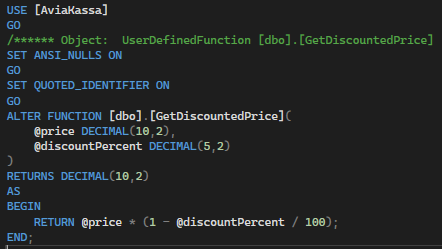 USE [AviaKassa]
GO
/****** Object:  UserDefinedFunction [dbo].[GetDiscountedPrice]
SET ANSI_NULLS ON
GO
SET QUOTED_IDENTIFIER ON
GO
ALTER FUNCTION [dbo].[GetDiscountedPrice](
    @price DECIMAL(10,2),
    @discountPercent DECIMAL(5,2)
)
RETURNS DECIMAL(10,2)
AS
BEGIN
    RETURN @price * (1 - @discountPercent / 100);
END;